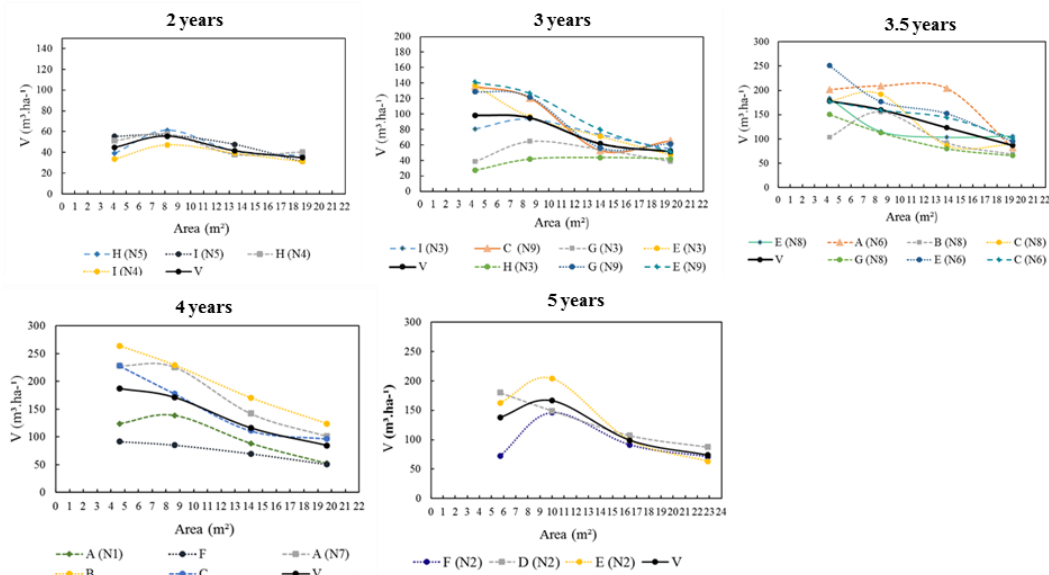 2 years
V (m³.ha⁻¹)
140
120
100
80
60
40
20
0
0 1 2 3 4 5 6 7 8 9 10 11 12 13 14 15 16 17 18 19 20 21 22
Area (m²)
H (N5) I (N5) H (N4)
I (N4) V
3 years
V (m³.ha⁻¹)
200
180
160
140
120
100
80
60
40
20
0
0 1 2 3 4 5 6 7 8 9 10 11 12 13 14 15 16 17 18 19 20 21 22
Area (m²)
I (N3) C (N9) G (N3) E (N3)
V H (N3) G (N9) E (N9)
3.5 years
V (m³.ha⁻¹)
300
250
200
150
100
50
0
0 1 2 3 4 5 6 7 8 9 10 11 12 13 14 15 16 17 18 19 20 21 22
Area (m²)
E (N8) A (N6) B (N8) C (N8)
V G (N8) E (N6) C (N6)
4 years
V (m³.ha⁻¹)
300
250
200
150
100
50
0
0 1 2 3 4 5 6 7 8 9 10 11 12 13 14 15 16 17 18 19 20 21 22
Area (m²)
A (N1) F A (N7)
B C V
5 years
V (m³.ha⁻¹)
300
250
200
150
100
50
0
0 1 2 3 4 5 6 7 8 9 10 11 12 13 14 15 16 17 18 19 20 21 22 23 24
Area (m²)
F (N2) D (N2) E (N2) V